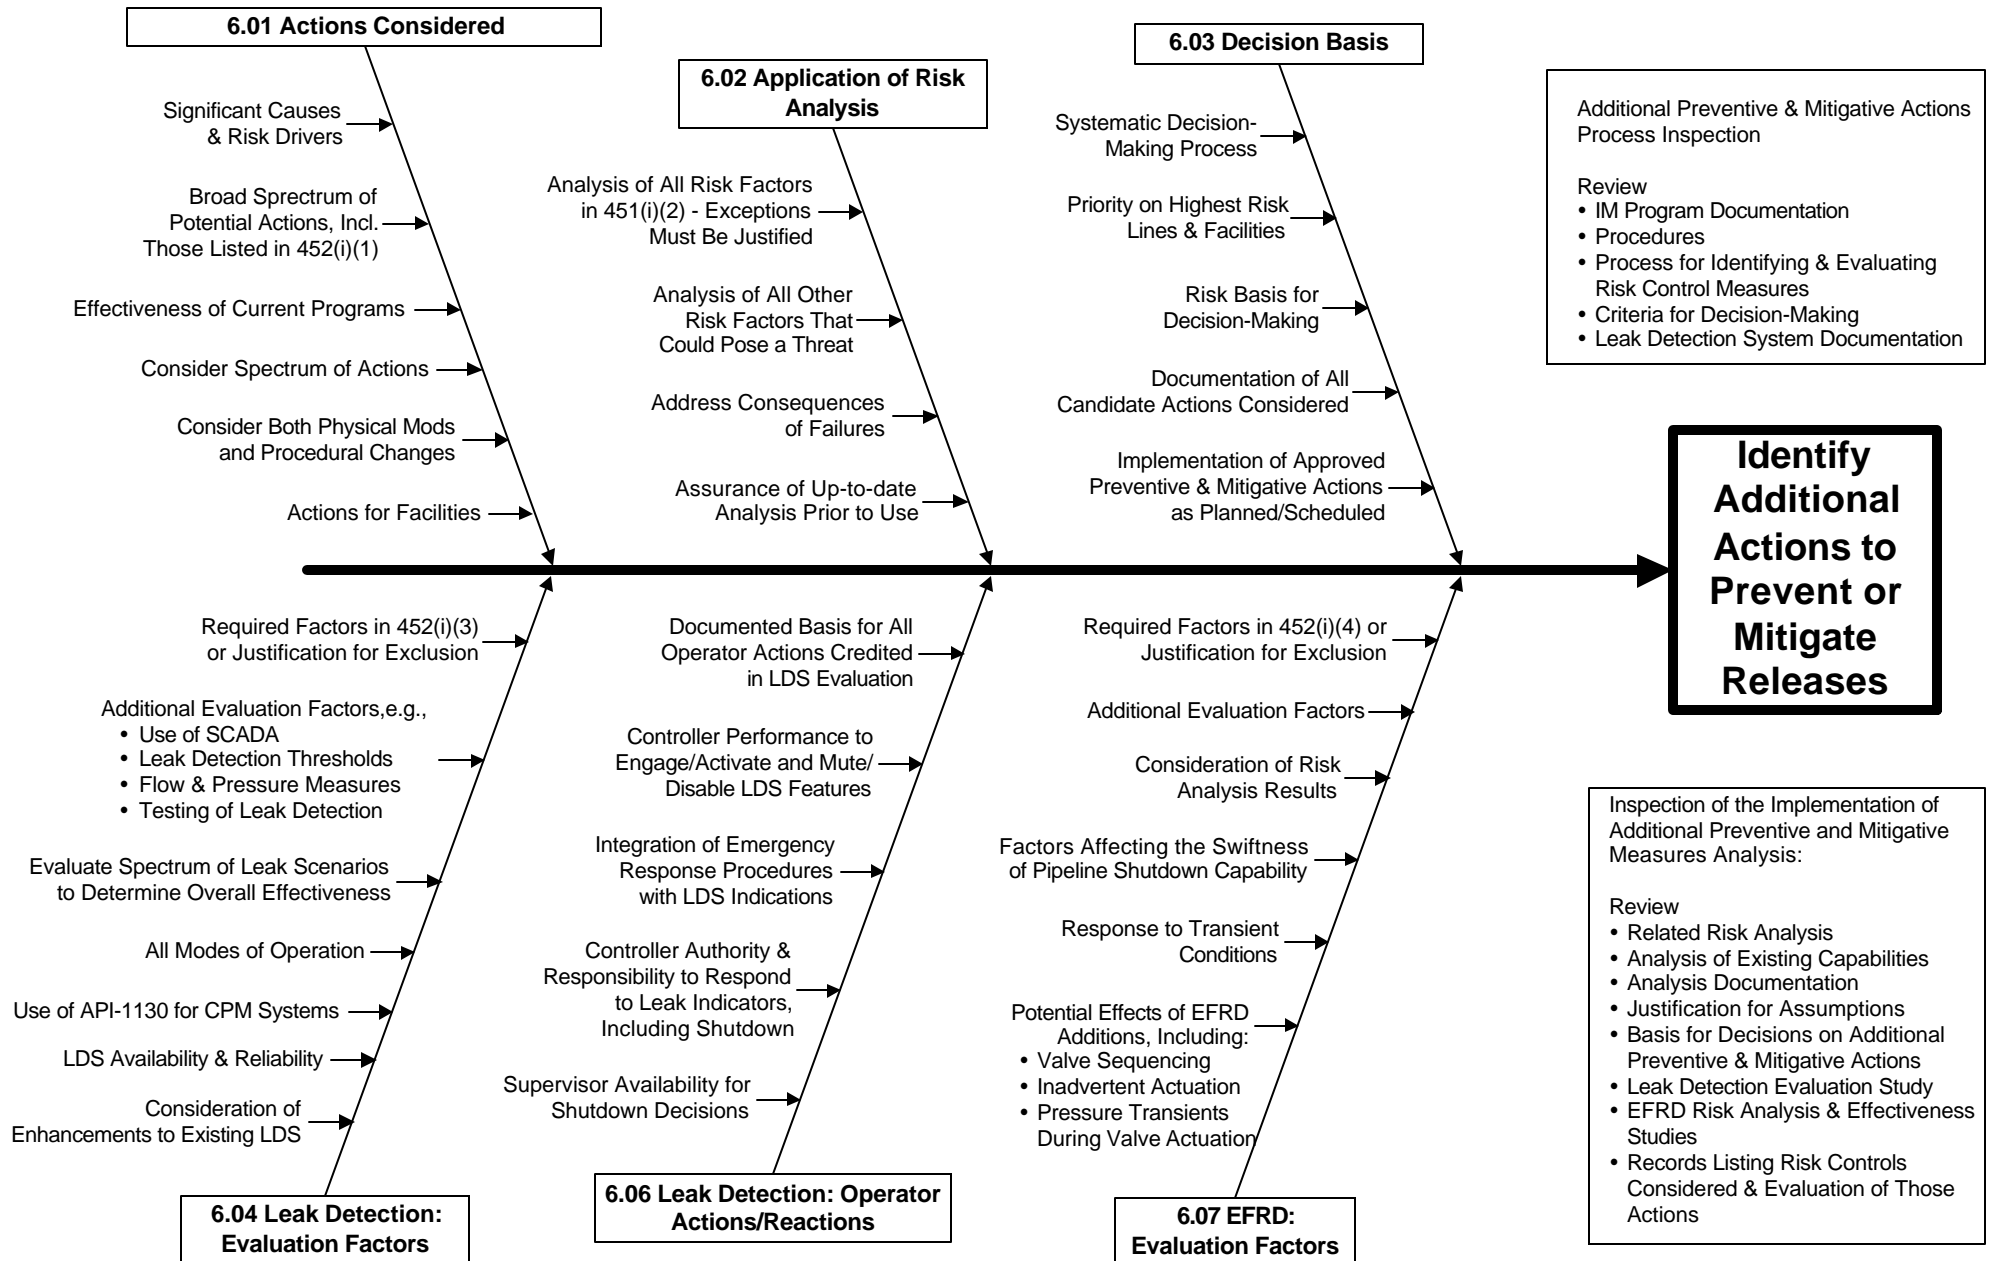 6.01 Actions Considered
Significant Causes
& Risk Drivers
Broad Sprectrum of
Potential Actions, Incl.
Those Listed in 452(i)(1)
Effectiveness of Current Programs
Consider Spectrum of Actions
Consider Both Physical Mods
and Procedural Changes
Actions for Facilities
6.02 Application of Risk
Analysis
Analysis of All Risk Factors
in 451(i)(2) - Exceptions
Must Be Justified
Analysis of All Other
Risk Factors That
Could Pose a Threat
Address Consequences
of Failures
Assurance of Up-to-date
Analysis Prior to Use
6.03 Decision Basis
Systematic Decision-
Making Process
Priority on Highest Risk
Lines & Facilities
Risk Basis for
Decision-Making
Documentation of All
Candidate Actions Considered
Implementation of Approved
Preventive & Mitigative Actions
as Planned/Scheduled
Additional Preventive & Mitigative Actions
Process Inspection
Review
• IM Program Documentation
• Procedures
• Process for Identifying & Evaluating
Risk Control Measures
• Criteria for Decision-Making
• Leak Detection System Documentation
Identify
Additional
Actions to
Prevent or
Mitigate
Releases
Required Factors in 452(i)(3)
or Justification for Exclusion
Additional Evaluation Factors,e.g.,
• Use of SCADA
• Leak Detection Thresholds
• Flow & Pressure Measures
• Testing of Leak Detection
Evaluate Spectrum of Leak Scenarios
to Determine Overall Effectiveness
All Modes of Operation
Use of API-1130 for CPM Systems
LDS Availability & Reliability
Consideration of
Enhancements to Existing LDS
6.04 Leak Detection:
Evaluation Factors
Documented Basis for All
Operator Actions Credited
in LDS Evaluation
Controller Performance to
Engage/Activate and Mute/
Disable LDS Features
Integration of Emergency
Response Procedures
with LDS Indications
Controller Authority &
Responsibility to Respond
to Leak Indicators,
Including Shutdown
Supervisor Availability for
Shutdown Decisions
6.06 Leak Detection: Operator
Actions/Reactions
Required Factors in 452(i)(4) or
Justification for Exclusion
Additional Evaluation Factors
Consideration of Risk
Analysis Results
Factors Affecting the Swiftness
of Pipeline Shutdown Capability
Response to Transient
Conditions
Potential Effects of EFRD
Additions, Including:
• Valve Sequencing
• Inadvertent Actuation
• Pressure Transients
During Valve Actuation
6.07 EFRD:
Evaluation Factors
Inspection of the Implementation of
Additional Preventive and Mitigative
Measures Analysis:
Review
• Related Risk Analysis
• Analysis of Existing Capabilities
• Analysis Documentation
• Justification for Assumptions
• Basis for Decisions on Additional
Preventive & Mitigative Actions
• Leak Detection Evaluation Study
• EFRD Risk Analysis & Effectiveness
Studies
• Records Listing Risk Controls
Considered & Evaluation of Those
Actions